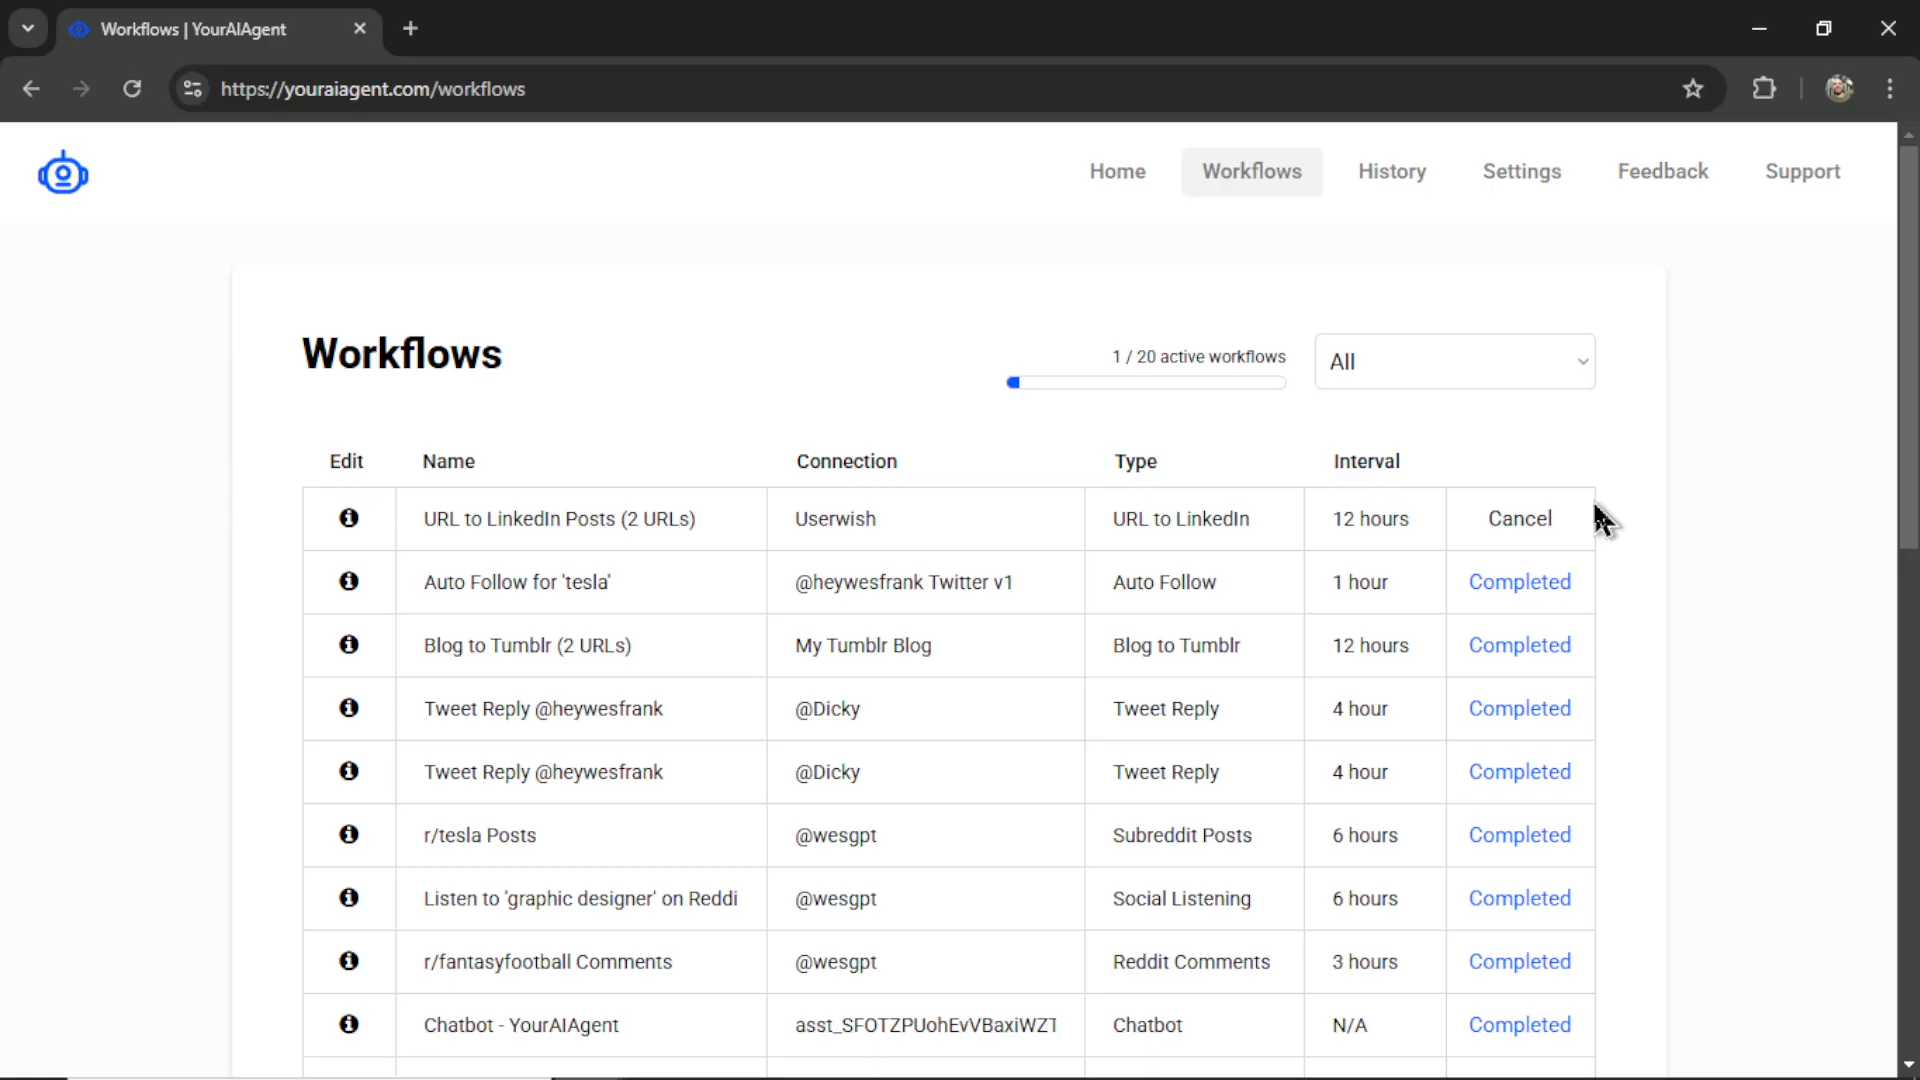 Workflows | YourAIAgent
https://youraiagent.com/workflows
Home Workflows History Settings Feedback Support
Workflows
1 / 20 active workflows
All
Edit Name Connection Type Interval
URL to LinkedIn Posts (2 URLs) Userwish URL to LinkedIn 12 hours Cancel
Auto Follow for 'tesla' @heywesfrank Twitter v1 Auto Follow 1 hour Completed
Blog to Tumblr (2 URLs) My Tumblr Blog Blog to Tumblr 12 hours Completed
Tweet Reply @heywesfrank @Dicky Tweet Reply 4 hour Completed
Tweet Reply @heywesfrank @Dicky Tweet Reply 4 hour Completed
r/tesla Posts @wesgpt Subreddit Posts 6 hours Completed
Listen to 'graphic designer' on Reddi @wesgpt Social Listening 6 hours Completed
r/fantasyfootball Comments @wesgpt Reddit Comments 3 hours Completed
Chatbot - YourAIAgent asst_SFOTZPUohEvVBaxiWZT Chatbot N/A Completed